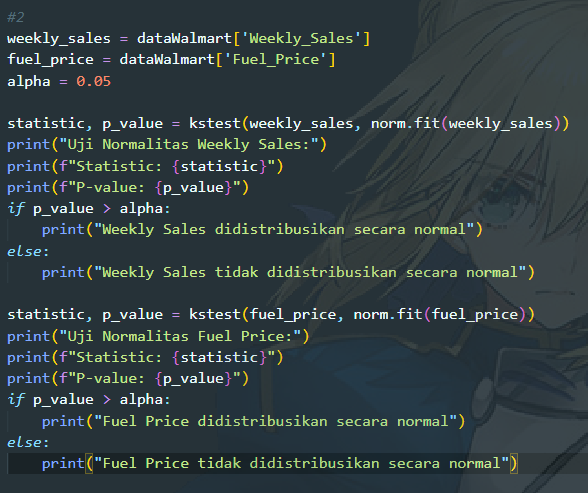 #2
weekly_sales = dataWalmart['Weekly_Sales']
fuel_price = dataWalmart['Fuel_Price']
alpha = 0.05
statistic, p_value = kstest(weekly_sales, norm.fit(weekly_sales))
print("Uji Normalitas Weekly Sales:")
print(f"Statistic: {statistic}")
print(f"P-value: {p_value}")
if p_value > alpha:
    print("Weekly Sales didistribusikan secara normal")
else:
    print("Weekly Sales tidak didistribusikan secara normal")
statistic, p_value = kstest(fuel_price, norm.fit(fuel_price))
print("Uji Normalitas Fuel Price:")
print(f"Statistic: {statistic}")
print(f"P-value: {p_value}")
if p_value > alpha:
    print("Fuel Price didistribusikan secara normal")
else:
    print("Fuel Price tidak didistribusikan secara normal")